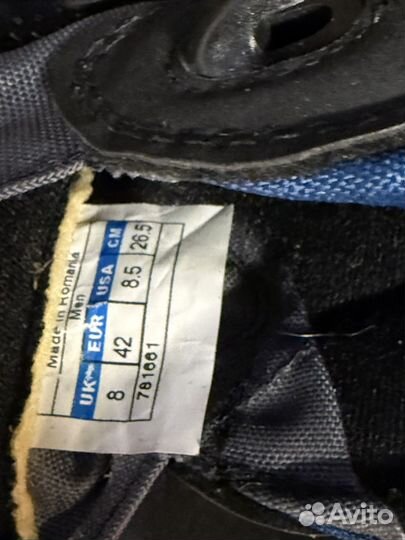 Made in Romania
Men
UK EUR USA CM
8 42 8.5 26.5
781661
Avito